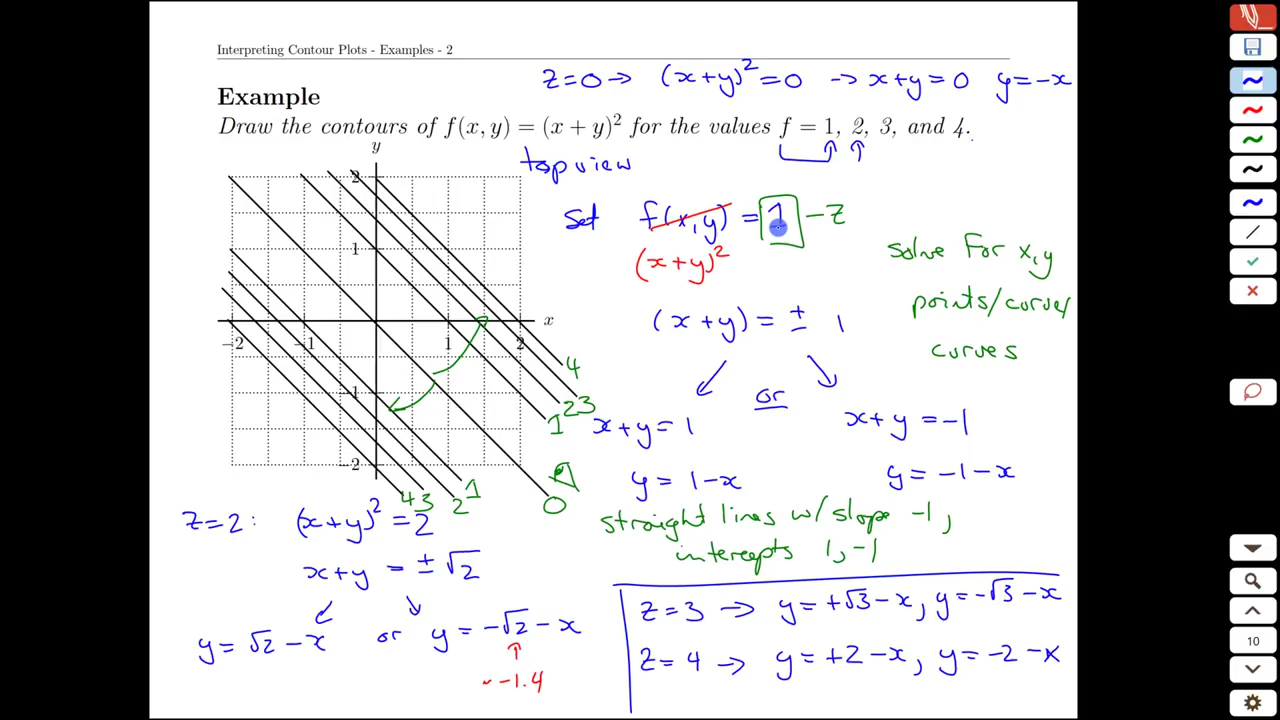 Interpreting Contour Plots - Examples - 2
z=0 → (x+y)² = 0 → x+y = 0 y=-x
Example
Draw the contours of f(x, y) = (x + y)² for the values f = 1, 2, 3, and 4.
top view
y
2
1
-2
-1
1
2
x
-1
-2
4
3
2
1
0
1
2
3
4
Set f(x,y) = 1 - z
(x+y)²
solve for x,y
points/curve/
curves
(x+y) = ± 1
or
x+y = 1
x+y = -1
y = 1-x
y = -1-x
straight lines w/ slope -1,
intercepts 1, -1
z=2: (x+y)² = 2
x+y = ± √2
y = √2 - x or y = -√2 - x
~ -1.4
z=3 → y = +√3 - x, y = -√3 - x
z=4 → y = +2 - x, y = -2 - x
10